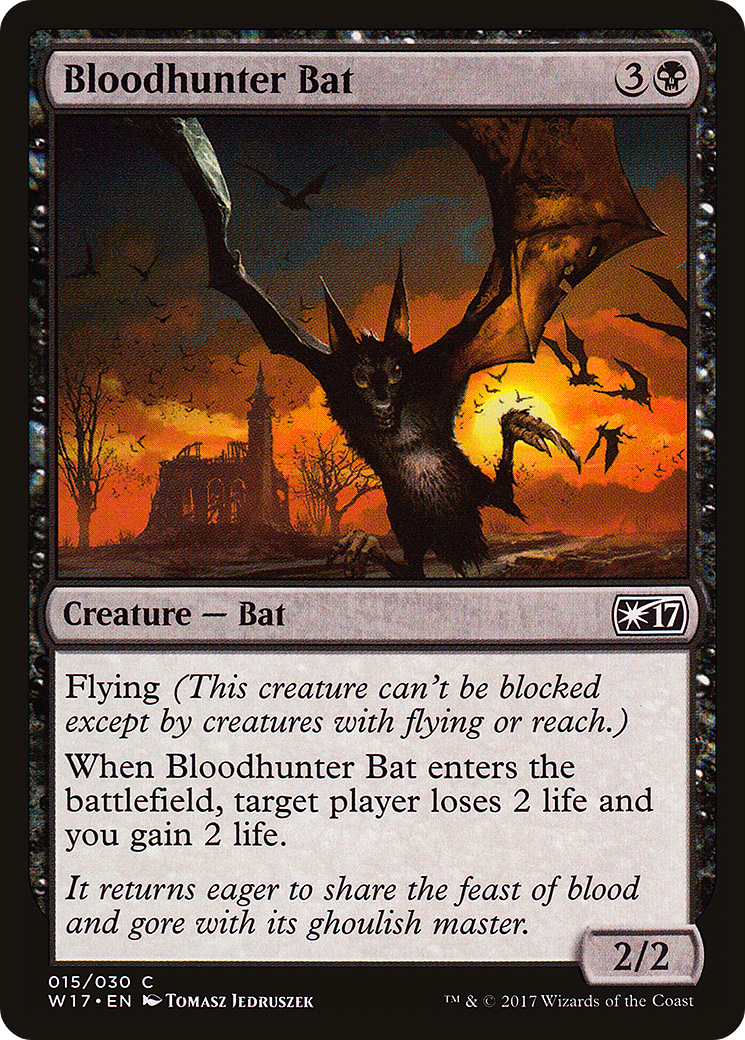 Bloodhunter Bat 3
Creature — Bat 17
Flying (This creature can't be blocked
except by creatures with flying or reach.)
When Bloodhunter Bat enters the
battlefield, target player loses 2 life and
you gain 2 life.
It returns eager to share the feast of blood
and gore with its ghoulish master.
2/2
015/030 C
W17 • EN Tomasz Jedruszek ™ & © 2017 Wizards of the Coast